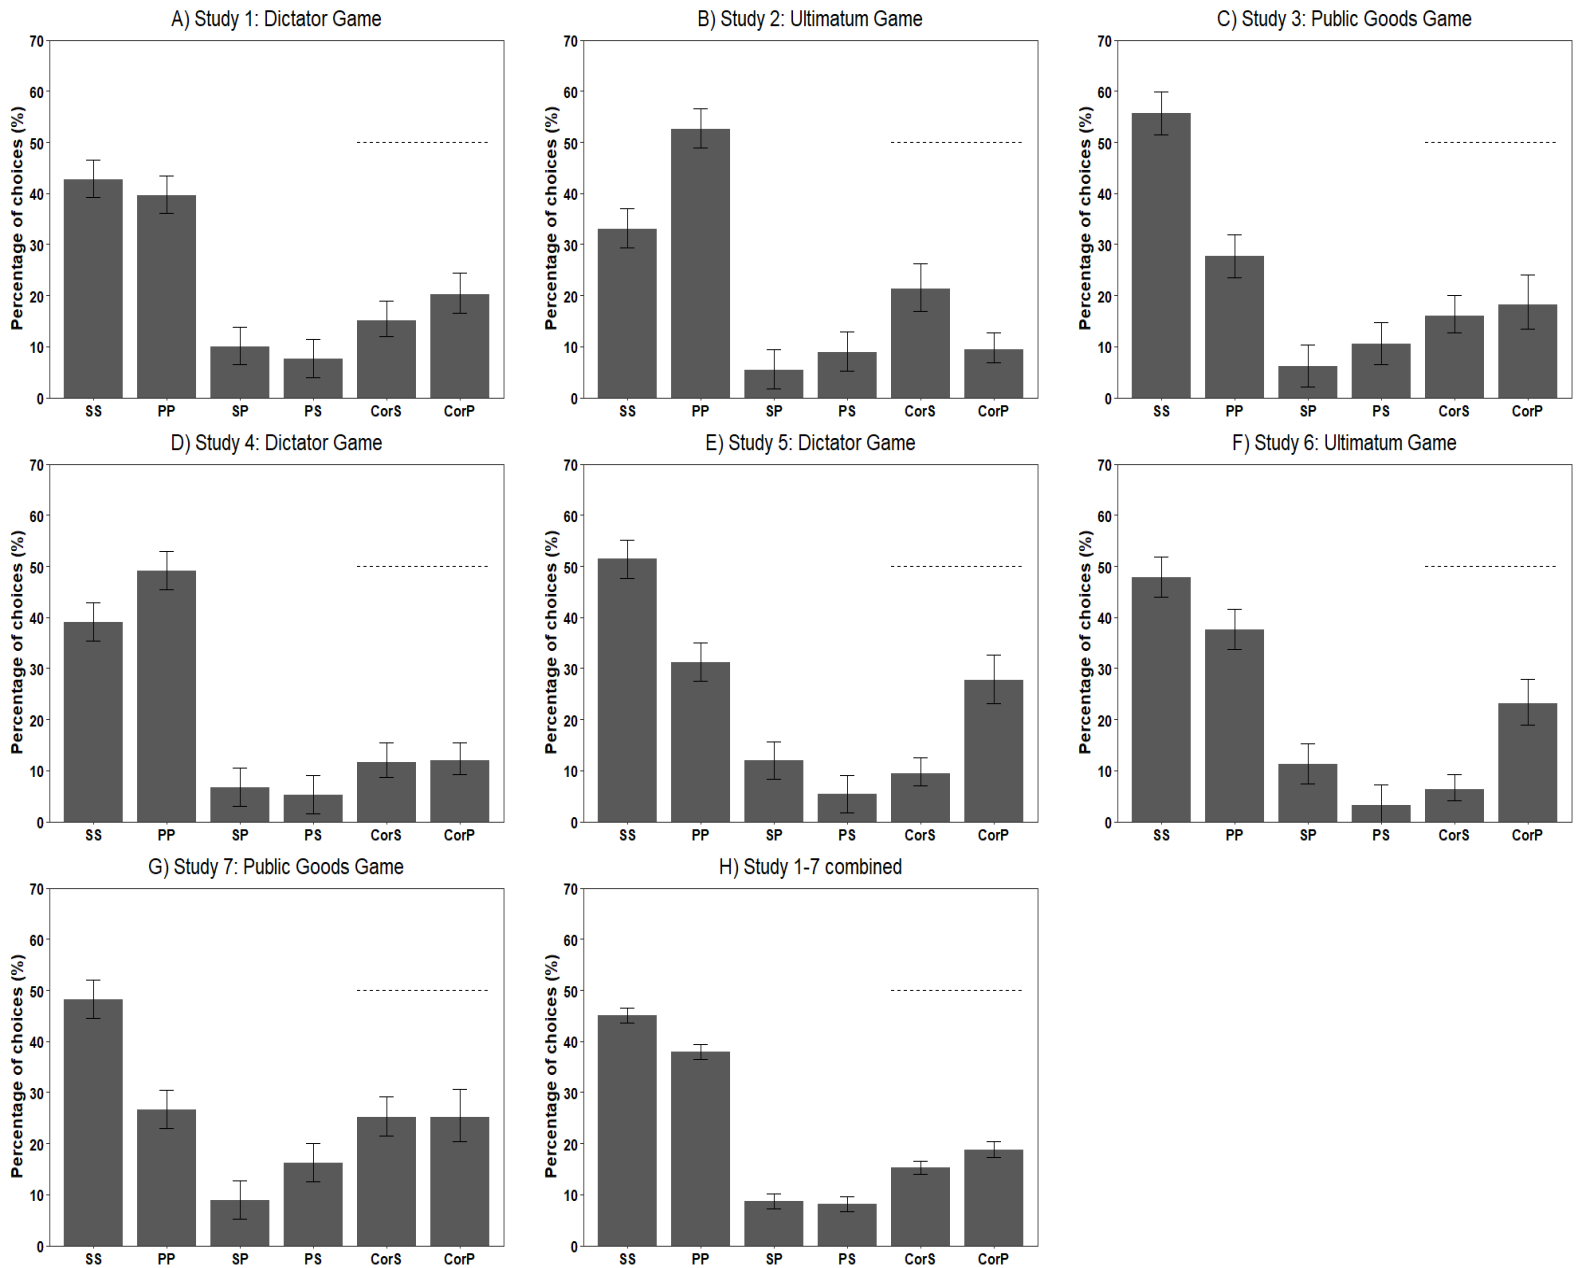 A) Study 1: Dictator Game
Percentage of choices (%)
70
60
50
40
30
20
10
0
SS PP SP PS CorS CorP
B) Study 2: Ultimatum Game
Percentage of choices (%)
70
60
50
40
30
20
10
0
SS PP SP PS CorS CorP
C) Study 3: Public Goods Game
Percentage of choices (%)
70
60
50
40
30
20
10
0
SS PP SP PS CorS CorP
D) Study 4: Dictator Game
Percentage of choices (%)
70
60
50
40
30
20
10
0
SS PP SP PS CorS CorP
E) Study 5: Dictator Game
Percentage of choices (%)
70
60
50
40
30
20
10
0
SS PP SP PS CorS CorP
F) Study 6: Ultimatum Game
Percentage of choices (%)
70
60
50
40
30
20
10
0
SS PP SP PS CorS CorP
G) Study 7: Public Goods Game
Percentage of choices (%)
70
60
50
40
30
20
10
0
SS PP SP PS CorS CorP
H) Study 1-7 combined
Percentage of choices (%)
70
60
50
40
30
20
10
0
SS PP SP PS CorS CorP